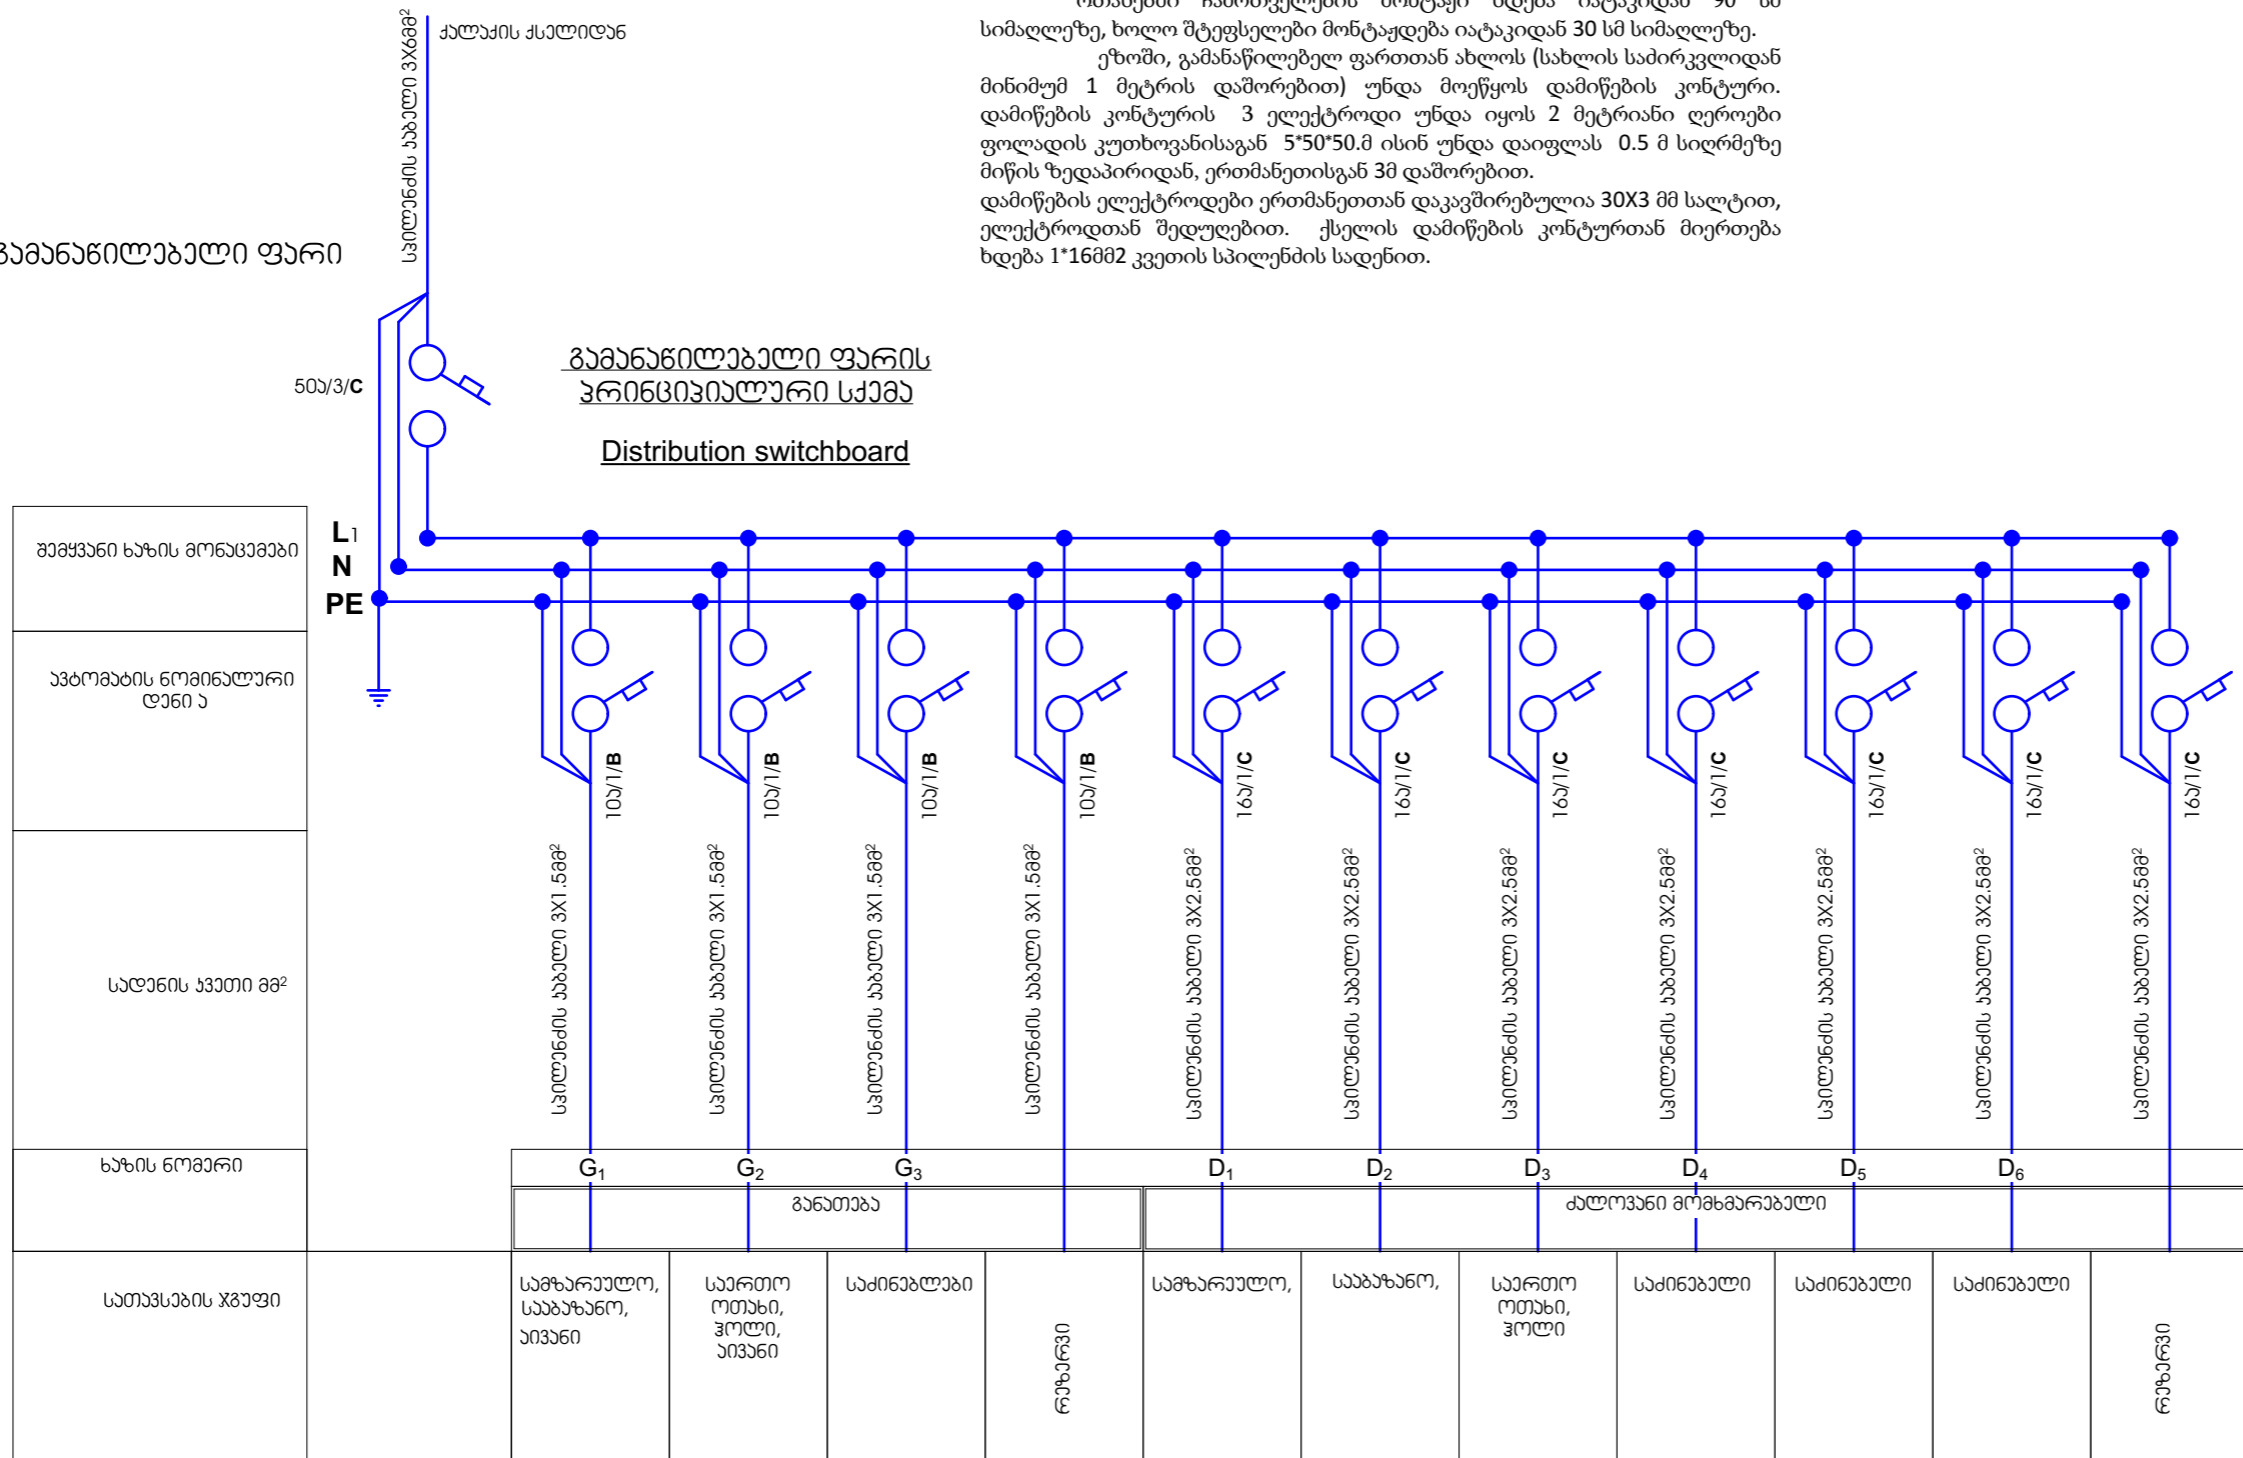 სიმაღლეზე, ხოლო შტეფსელები მონტაჟდება იატაკიდან 30 სმ სიმაღლეზე.
ეზოში, გამანაწილებელ ფართთან ახლოს (სახლის საძირკვლიდან
მინიმუმ 1 მეტრის დაშორებით) უნდა მოეწყოს დამიწების კონტური.
დამიწების კონტურის 3 ელექტროდი უნდა იყოს 2 მეტრიანი ღეროები
ფოლადის კუთხოვანისაგან 5*50*50.მ ისინ უნდა დაიფლას 0.5 მ სიღრმეზე
მიწის ზედაპირიდან, ერთმანეთისგან 3მ დაშორებით.
დამიწების ელექტროდები ერთმანეთთან დაკავშირებულია 30X3 მმ სალტით,
ელექტროდთან შედუღებით. ქსელის დამიწების კონტურთან მიერთება
ხდება 1*16მმ2 კვეთის სპილენძის სადენით.
ქალაქის ქსელიდან
სპილენძის კაბელი 3X6მმ²
გამანაწილებელი ფარი
50ა/3/C
გამანაწილებელი ფარის
პრინციპიალური სქემა
Distribution switchboard
შემყვანი ხაზის მონაცემები
L1
N
PE
ავტომატის ნომინალური
დენი ა
10ა/1/B
10ა/1/B
10ა/1/B
10ა/1/B
16ა/1/C
16ა/1/C
16ა/1/C
16ა/1/C
16ა/1/C
16ა/1/C
16ა/1/C
სადენის კვეთი მმ²
სპილენძის კაბელი 3X1.5მმ²
სპილენძის კაბელი 3X1.5მმ²
სპილენძის კაბელი 3X1.5მმ²
სპილენძის კაბელი 3X1.5მმ²
სპილენძის კაბელი 3X2.5მმ²
სპილენძის კაბელი 3X2.5მმ²
სპილენძის კაბელი 3X2.5მმ²
სპილენძის კაბელი 3X2.5მმ²
სპილენძის კაბელი 3X2.5მმ²
სპილენძის კაბელი 3X2.5მმ²
სპილენძის კაბელი 3X2.5მმ²
ხაზის ნომერი
G₁ G₂ G₃ D₁ D₂ D₃ D₄ D₅ D₆
განათება
ძალოვანი მომხმარებელი
სათავსების ჯგუფი
სამზარეულო,
სააბაზანო,
აივანი
საერთო
ოთახი,
ჰოლი,
აივანი
საძინებლები
რეზერვი
სამზარეულო,
სააბაზანო,
საერთო
ოთახი,
ჰოლი
საძინებელი
საძინებელი
საძინებელი
რეზერვი